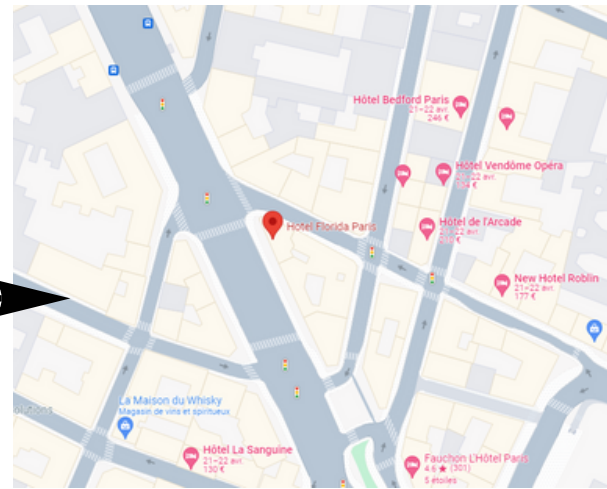 Hôtel Bedford Paris
21–22 avr.
246 €
Hôtel Vendôme Opéra
Hotel Florida Paris
Hôtel de l'Arcade
New Hotel Roblin
21–22 avr.
177 €
La Maison du Whisky
Magasin de vins et spiritueux
Hôtel La Sanguine
21–22 avr.
130 €
Fauchon L'Hôtel Paris
4.6 ★ (301)
5 étoiles